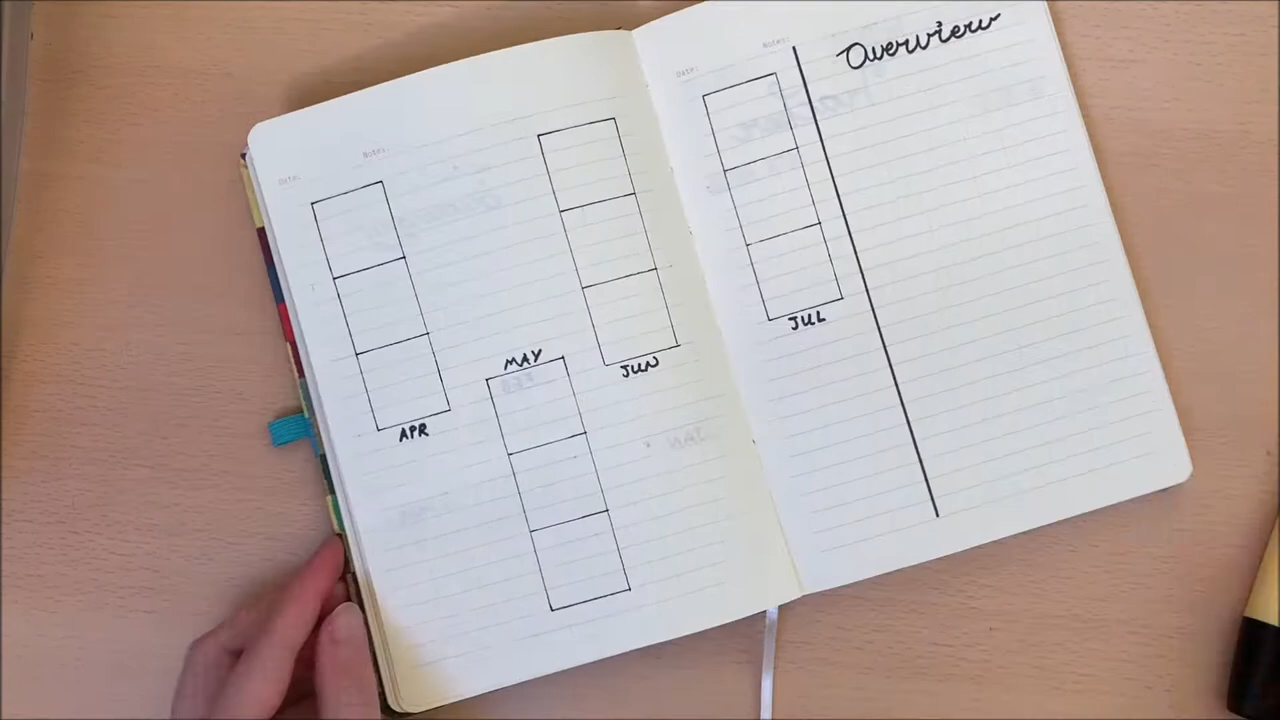 Date:
Notes:
APR
MAY
JUN
Date:
Notes:
JUL
Overview